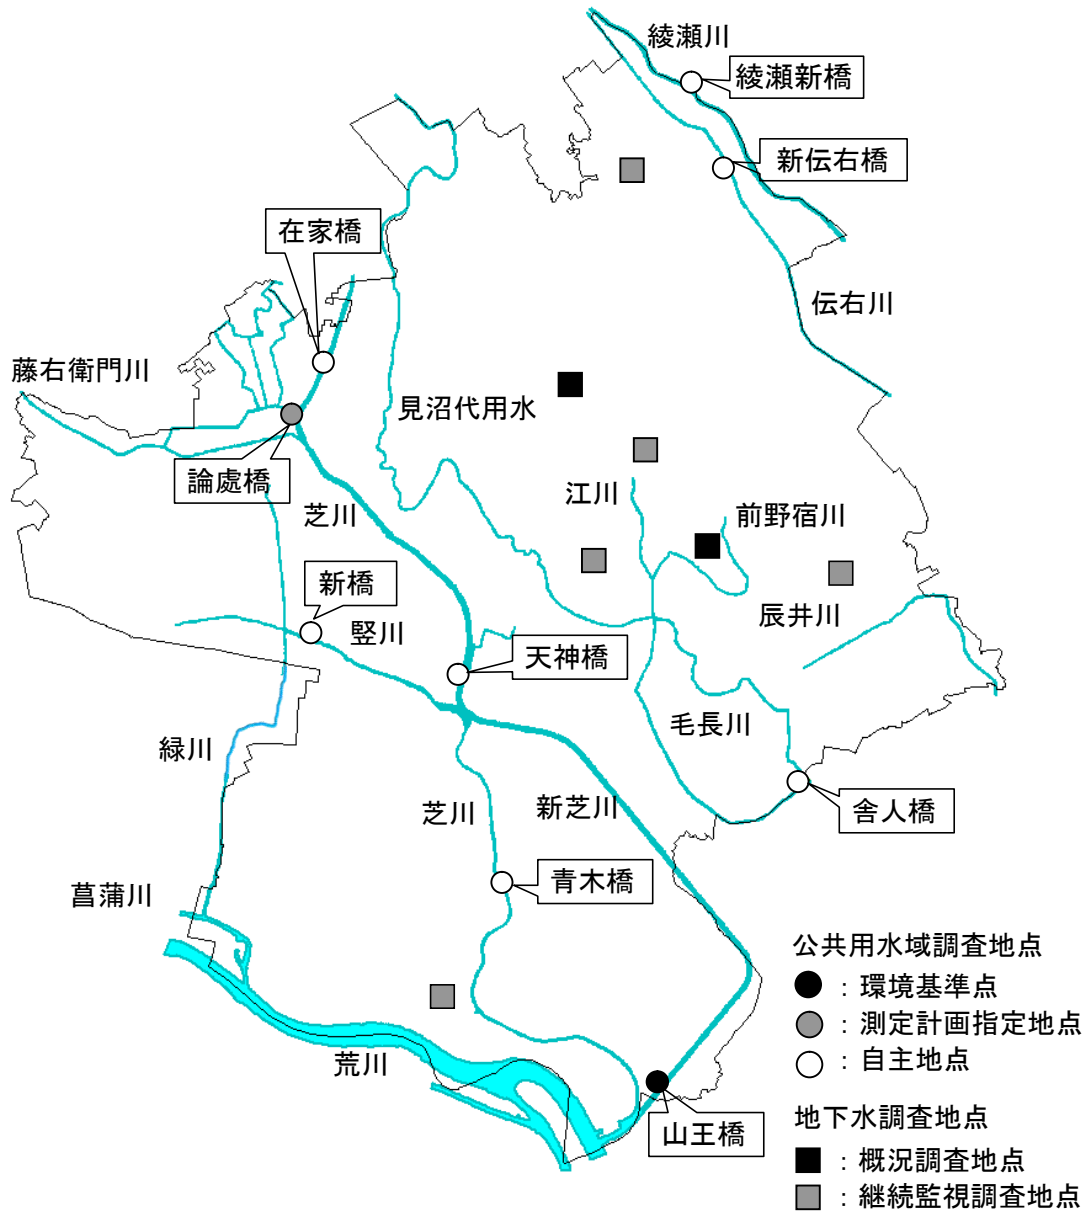 綾瀬川
綾瀬新橋
新伝右橋
在家橋
伝右川
藤右衛門川
見沼代用水
論處橋
江川
芝川
前野宿川
新橋
竪川
辰井川
天神橋
毛長川
緑川
芝川
新芝川
舎人橋
青木橋
菖蒲川
公共用水域調査地点
：環境基準点
：測定計画指定地点
荒川
：自主地点
地下水調査地点
山王橋
：概況調査地点
：継続監視調査地点